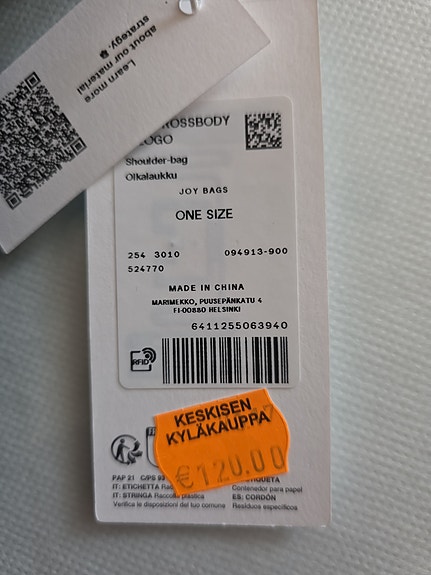 Learn more
about our material
strategy.
ROSSBODY
LOGO
Shoulder-bag
Olkalaukku
JOY BAGS
ONE SIZE
254 3010 094913-900
524770
MADE IN CHINA
MARIMEKKO, PUUSEPÄNKATU 4
FI-00880 HELSINKI
6411255063940
RFID
KESKISEN
KYLÄKAUPPA
€120.00
PAP 21 C/PS
IT: ETICHETTA
IT: STRINGA Raccolta plastica
Verifica le disposizioni del tuo comune
Contenedor para papel
ES: CORDÓN
Residuos específicos